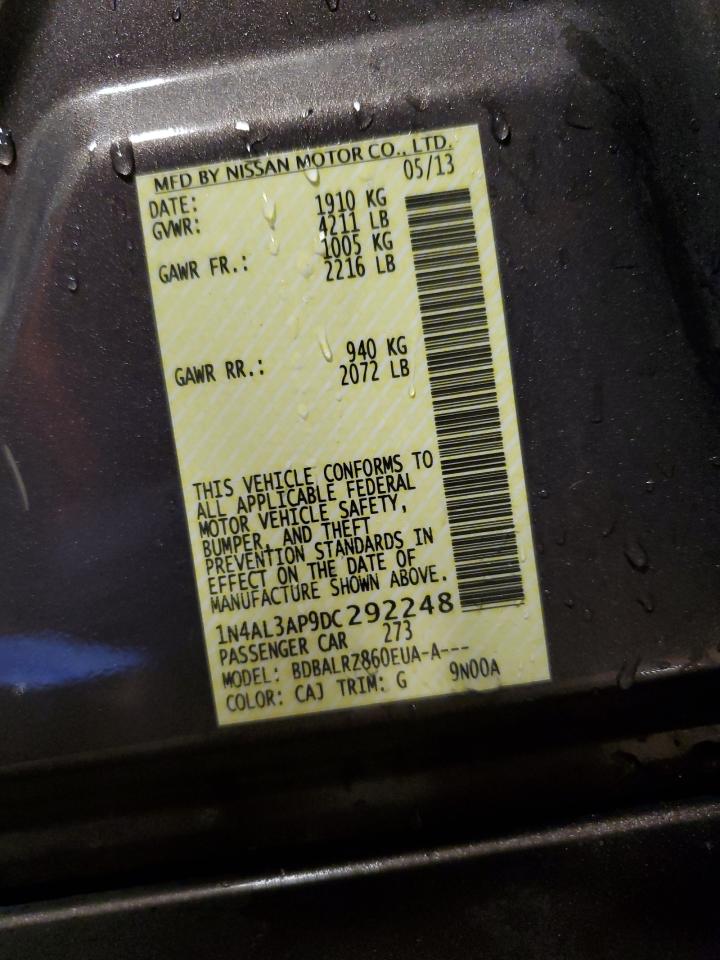 MFD BY NISSAN MOTOR CO., LTD.
DATE: 05/13
GVWR: 1910 KG
4211 LB
GAWR FR.: 1005 KG
2216 LB
GAWR RR.: 940 KG
2072 LB
THIS VEHICLE CONFORMS TO
ALL APPLICABLE FEDERAL
MOTOR VEHICLE SAFETY,
BUMPER, AND THEFT
PREVENTION STANDARDS IN
EFFECT ON THE DATE OF
MANUFACTURE SHOWN ABOVE.
1N4AL3AP9DC292248
PASSENGER CAR 273
MODEL: BDBALRZ860EUA-A---
COLOR: CAJ TRIM: G 9N00A